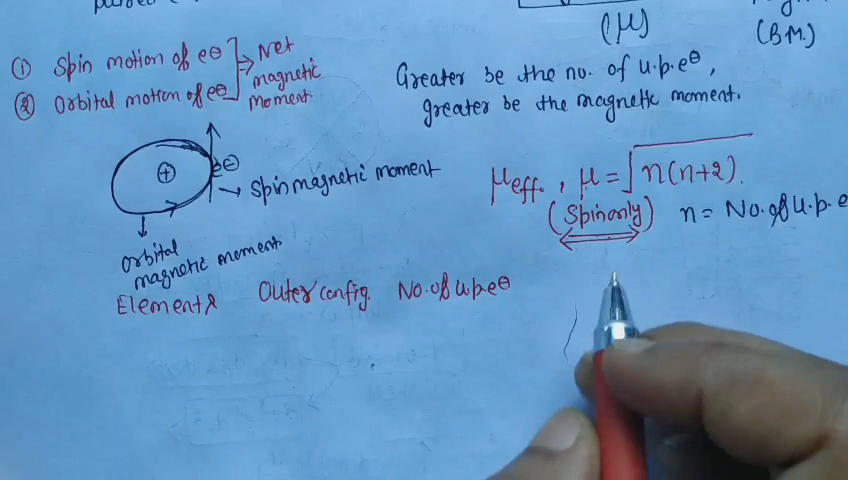 (μ)
(B.M.)
① Spin motion of e⊖
② Orbital motion of e⊖
→ Net magnetic moment
Greater be the no. of u.p.e⊖,
greater be the magnetic moment.
⊕
e⊖
→ Spin magnetic moment
orbital
magnetic moment
μeff. , μ = √n(n+2).
(Spin only) n = No. of u.p.e
Elements Outer config. No. of u.p.e⊖